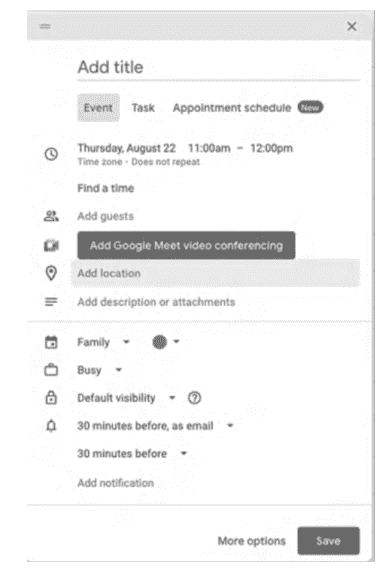 Add title
Event Task Appointment schedule New
Thursday, August 22 11:00am – 12:00pm
Time zone · Does not repeat
Find a time
Add guests
Add Google Meet video conferencing
Add location
Add description or attachments
Family
Busy
Default visibility
30 minutes before, as email
30 minutes before
Add notification
More options Save